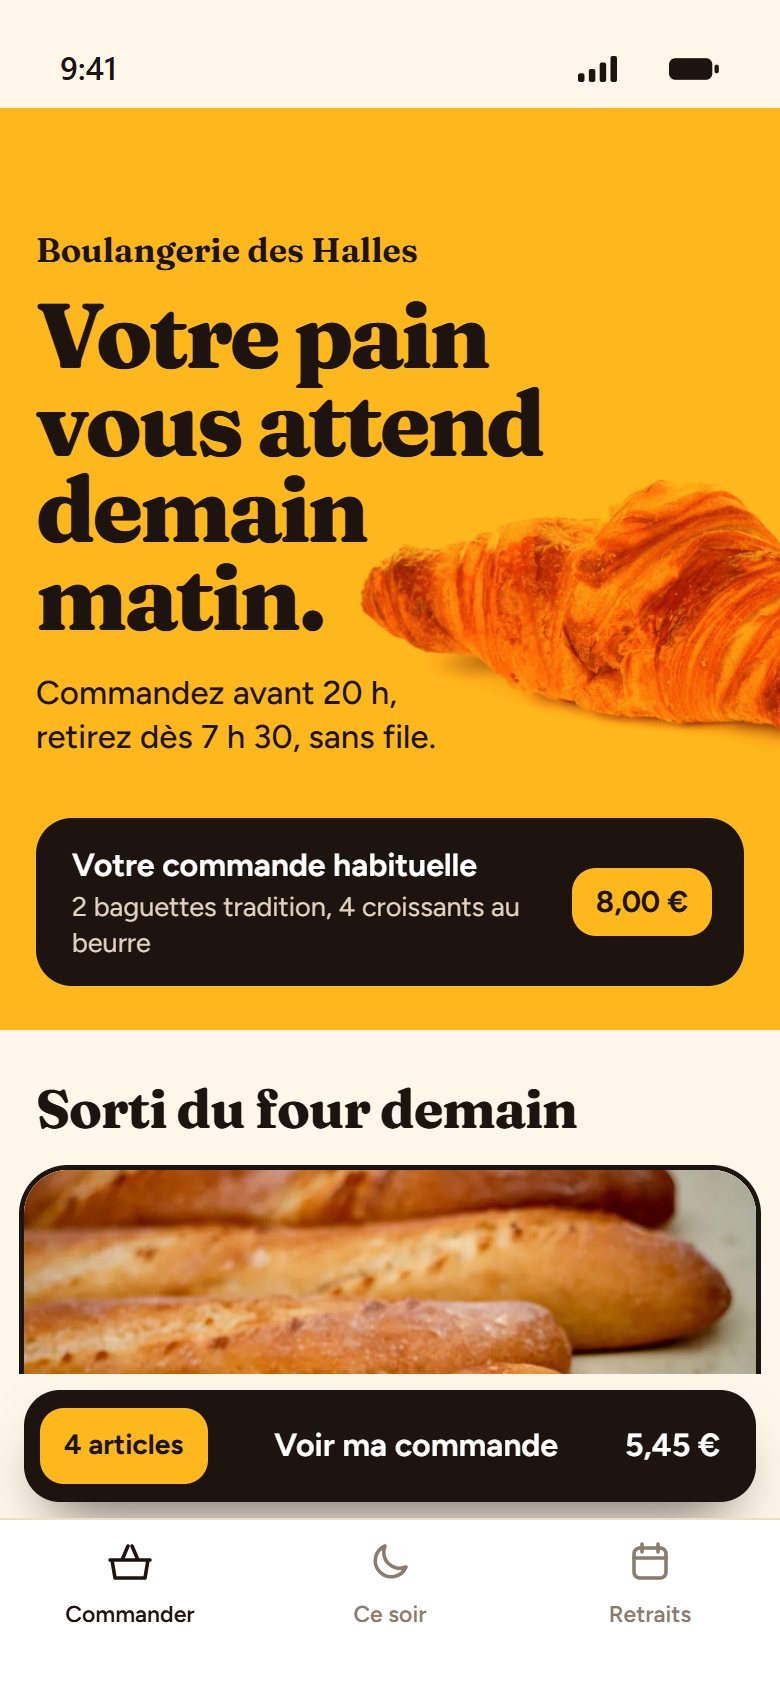 9:41
Boulangerie des Halles
Votre pain
vous attend
demain
matin.
Commandez avant 20 h,
retirez dès 7 h 30, sans file.
Votre commande habituelle
2 baguettes tradition, 4 croissants au
beurre
8,00 €
Sorti du four demain
4 articles
Voir ma commande
5,45 €
Commander
Ce soir
Retraits